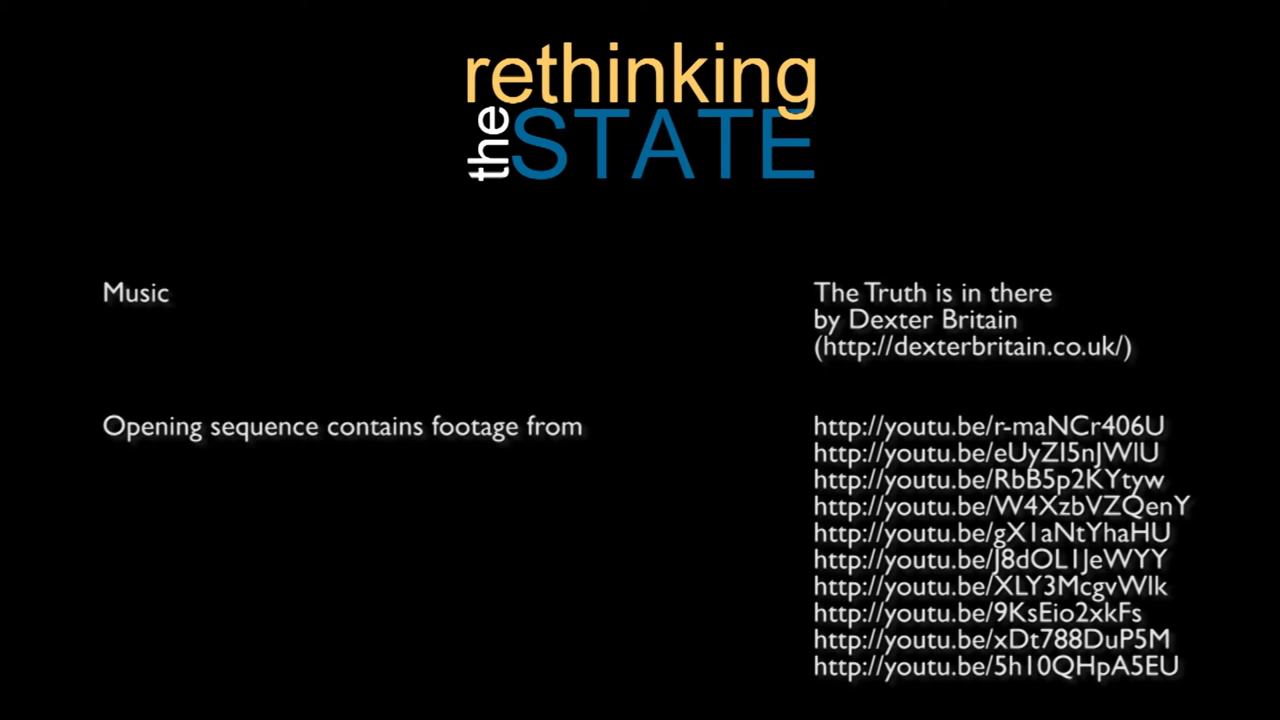 rethinking
the STATE
Music
The Truth is in there
by Dexter Britain
(http://dexterbritain.co.uk/)
Opening sequence contains footage from
http://youtu.be/r-maNCr406U
http://youtu.be/eUyZI5nJWlU
http://youtu.be/RbB5p2KYtyw
http://youtu.be/W4XzbVZQenY
http://youtu.be/gX1aNtYhaHU
http://youtu.be/J8dOL1JeWYY
http://youtu.be/XLY3McgvWlk
http://youtu.be/9KsEio2xkFs
http://youtu.be/xDt788DuP5M
http://youtu.be/5h10QHpA5EU